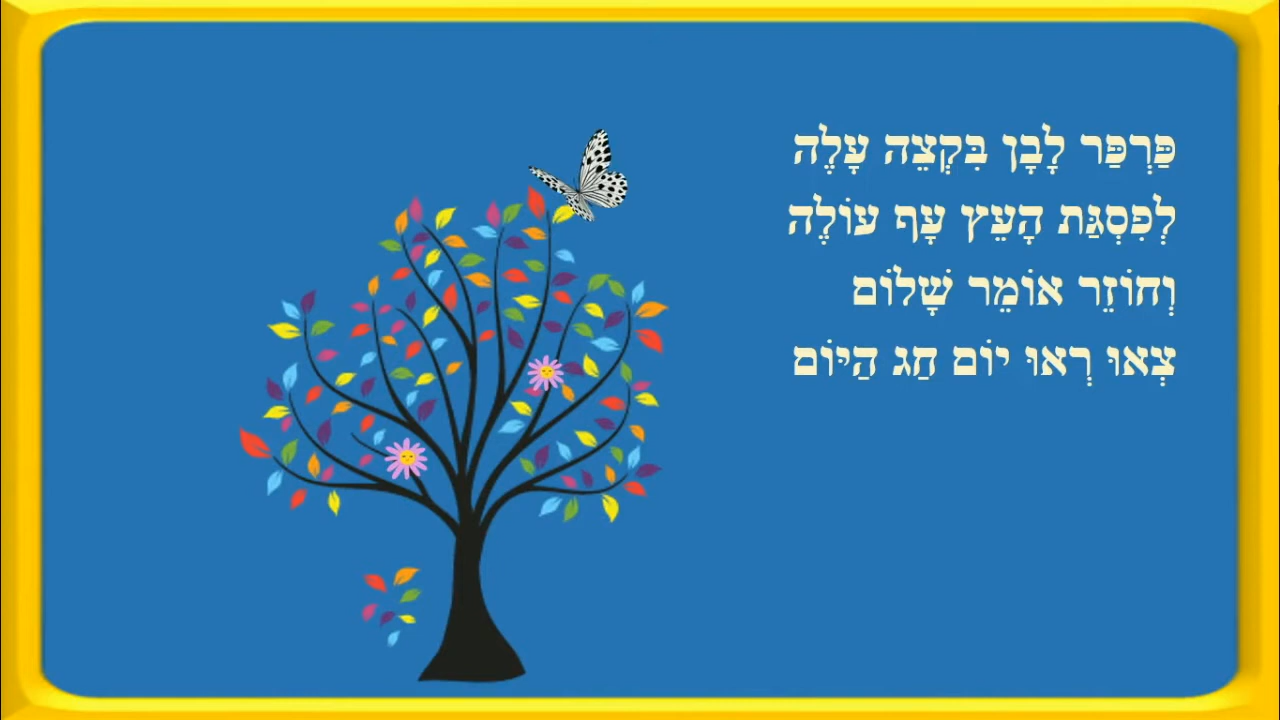 פַּרְפַּר לָבָן בִּקְצֵה עָלֶה
לְפִּסְגַּת הָעֵץ עָף עוֹלֶה
וְחוֹזֵר אוֹמֵר שָׁלוֹם
צְאוּ רְאוּ יוֹם חַג הַיּוֹם